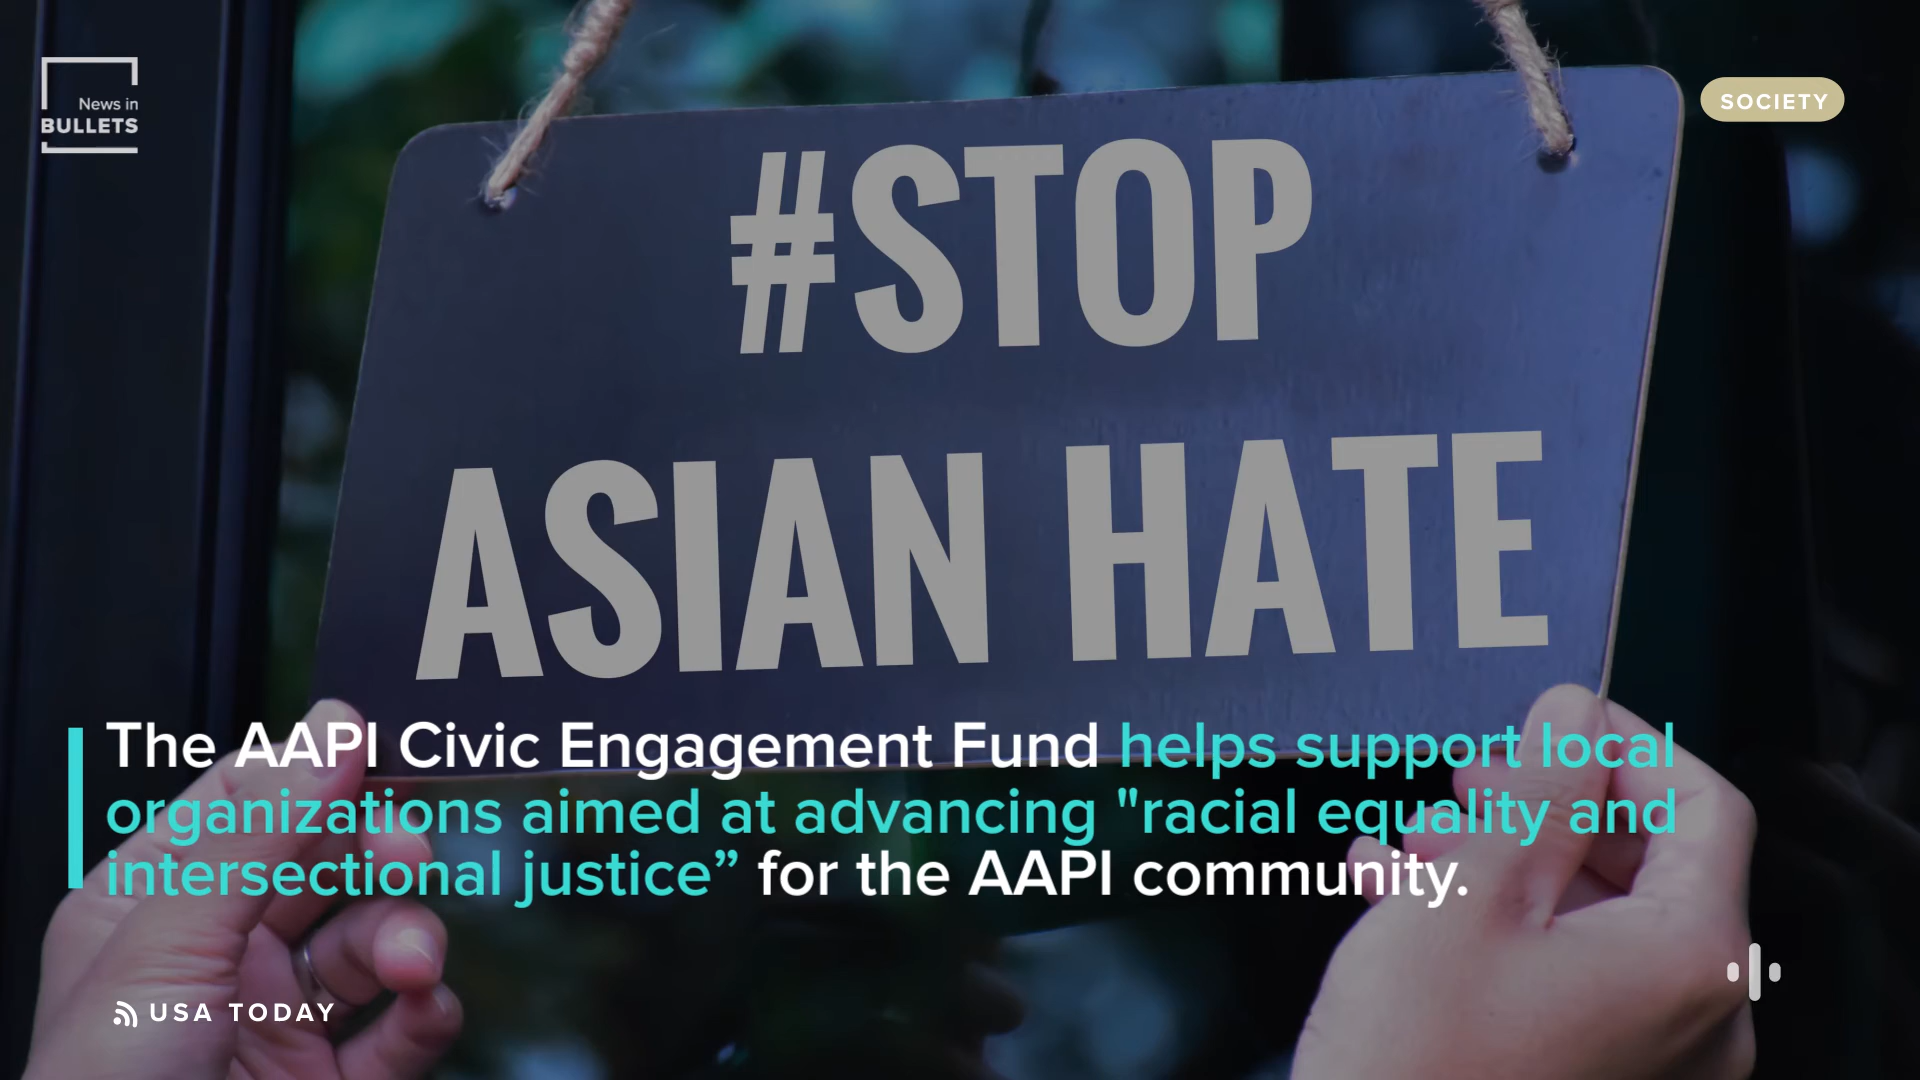 News in
BULLETS
SOCIETY
#STOP
ASIAN HATE
The AAPI Civic Engagement Fund helps support local
organizations aimed at advancing "racial equality and
intersectional justice” for the AAPI community.
USA TODAY